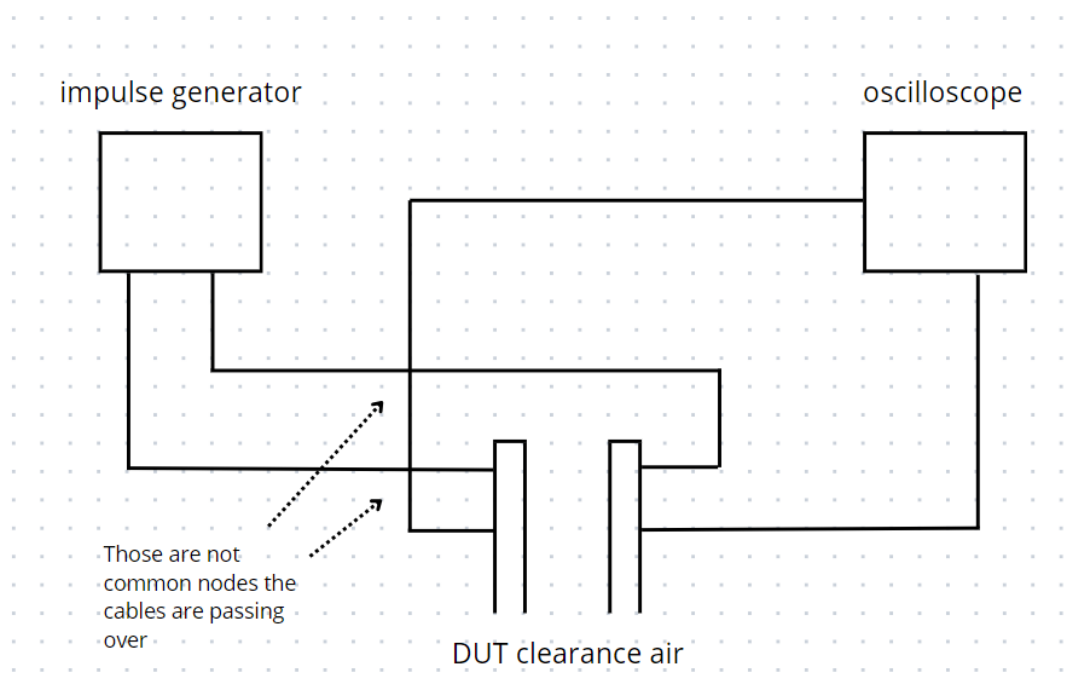 impulse generator
oscilloscope
Those are not
common nodes the
cables are passing
over
DUT clearance air